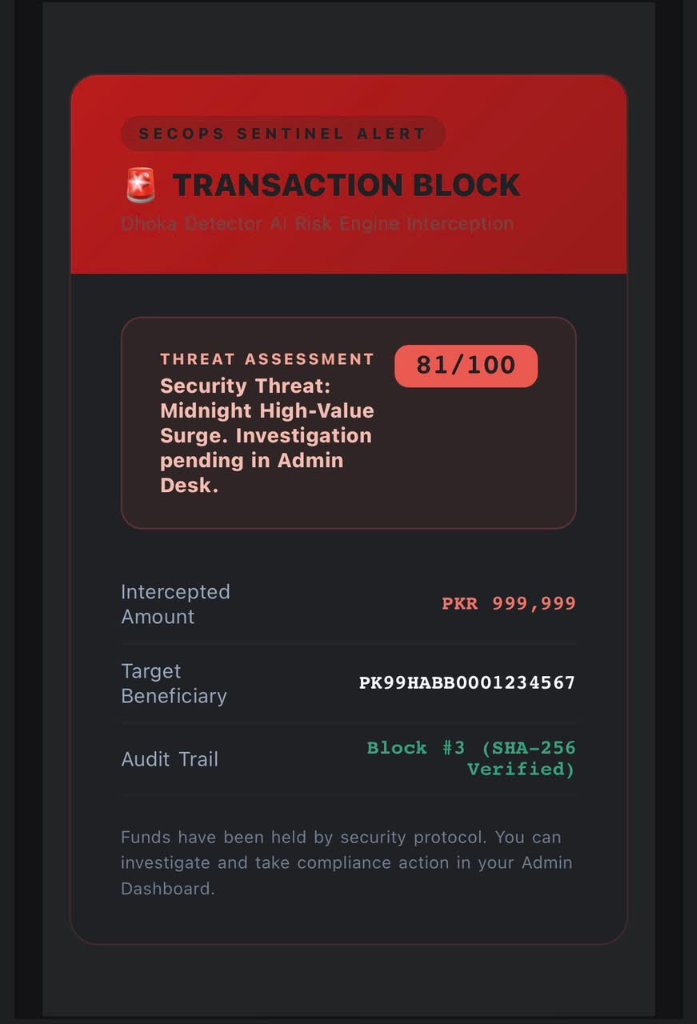 SECOPS SENTINEL ALERT
🚨 TRANSACTION BLOCK
Dhoka Detector AI Risk Engine Interception
THREAT ASSESSMENT
81/100
Security Threat:
Midnight High-Value
Surge. Investigation
pending in Admin
Desk.
Intercepted
Amount
PKR 999,999
Target
Beneficiary
PK99HABB0001234567
Audit Trail
Block #3 (SHA-256
Verified)
Funds have been held by security protocol. You can
investigate and take compliance action in your Admin
Dashboard.